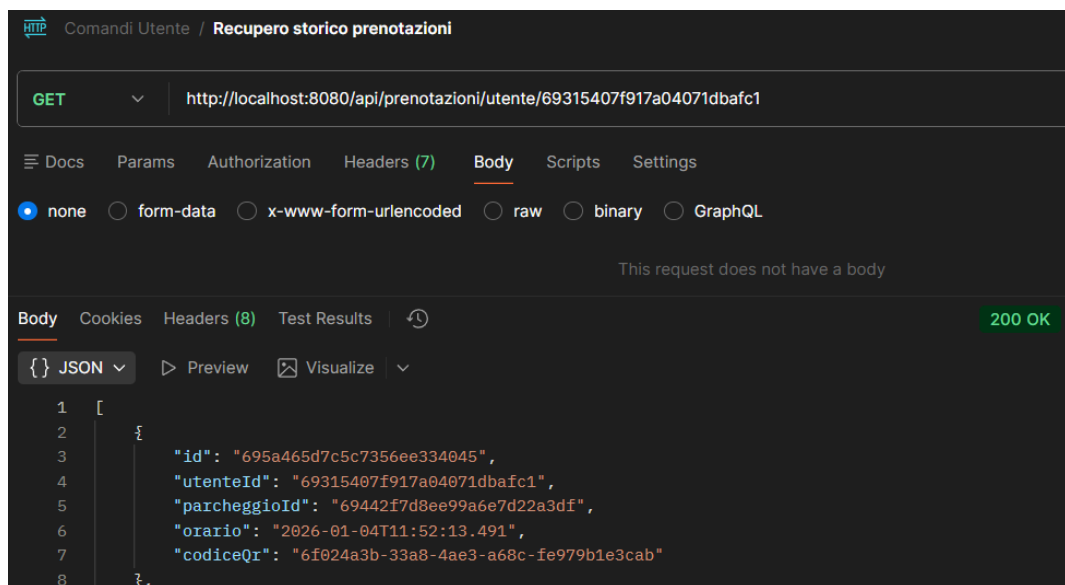 HTTP Comandi Utente / Recupero storico prenotazioni
GET http://localhost:8080/api/prenotazioni/utente/69315407f917a04071dbafc1
Docs Params Authorization Headers (7) Body Scripts Settings
none form-data x-www-form-urlencoded raw binary GraphQL
This request does not have a body
Body Cookies Headers (8) Test Results 200 OK
{} JSON Preview Visualize
1 [
2 {
3 "id": "695a465d7c5c7356ee334045",
4 "utenteId": "69315407f917a04071dbafc1",
5 "parcheggioId": "69442f7d8ee99a6e7d22a3df",
6 "orario": "2026-01-04T11:52:13.491",
7 "codiceQr": "6f024a3b-33a8-4ae3-a68c-fe979b1e3cab"
8 },